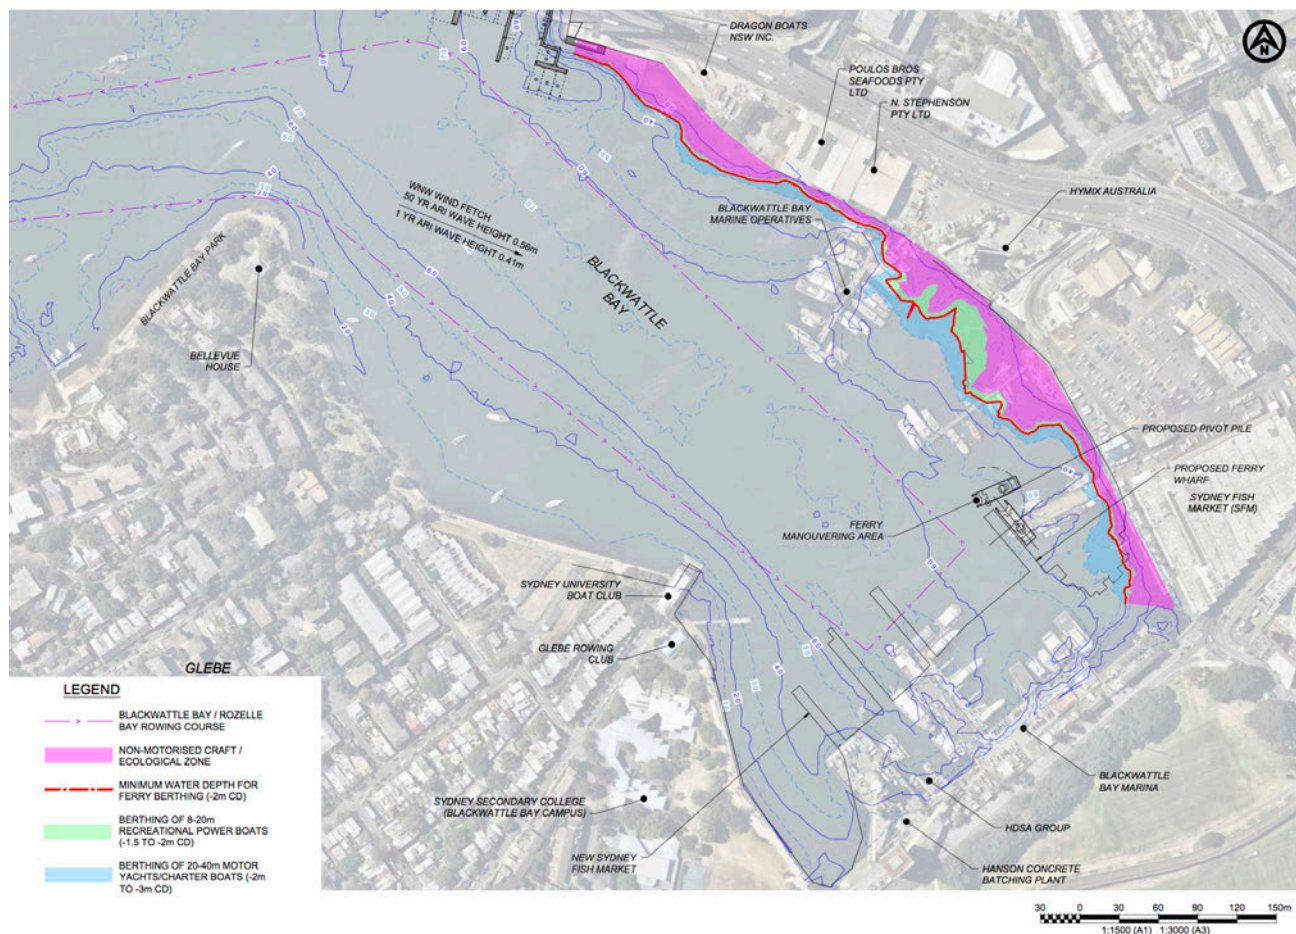 DRAGON BOATS
NSW INC.
N
POULOS BROS
SEAFOODS PTY
LTD
N. STEPHENSON
PTY LTD
WNW WIND FETCH
50 YR ARI WAVE HEIGHT 0.56m
1 YR ARI WAVE HEIGHT 0.41m
HYMIX AUSTRALIA
BLACKWATTLE BAY
MARINE OPERATIVES
BLACKWATTLE BAY PARK
BLACKWATTLE
BAY
BELLEVUE
HOUSE
PROPOSED PIVOT PILE
PROPOSED FERRY
WHARF
SYDNEY FISH
MARKET (SFM)
FERRY
MANOUVERING AREA
SYDNEY UNIVERSITY
BOAT CLUB
GLEBE ROWING
CLUB
GLEBE
LEGEND
BLACKWATTLE BAY / ROZELLE
BAY ROWING COURSE
NON-MOTORISED CRAFT /
ECOLOGICAL ZONE
MINIMUM WATER DEPTH FOR
FERRY BERTHING (-2m CD)
BERTHING OF 8-20m
RECREATIONAL POWER BOATS
(-1.5 TO -2m CD)
BERTHING OF 20-40m MOTOR
YACHTS/CHARTER BOATS (-2m
TO -3m CD)
SYDNEY SECONDARY COLLEGE
(BLACKWATTLE BAY CAMPUS)
NEW SYDNEY
FISH MARKET
BLACKWATTLE
BAY MARINA
HDSA GROUP
HANSON CONCRETE
BATCHING PLANT
30 0 30 60 90 120 150m
1:1500 (A1) 1:3000 (A3)